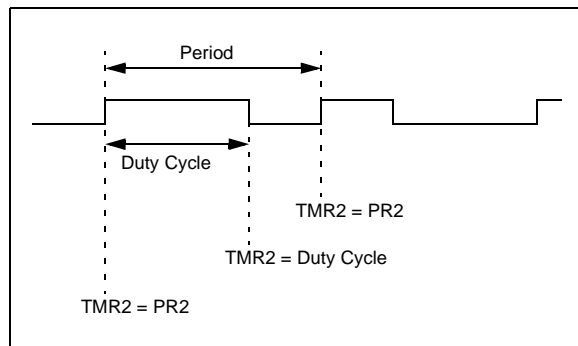 Period
Duty Cycle
TMR2 = PR2
TMR2 = Duty Cycle
TMR2 = PR2